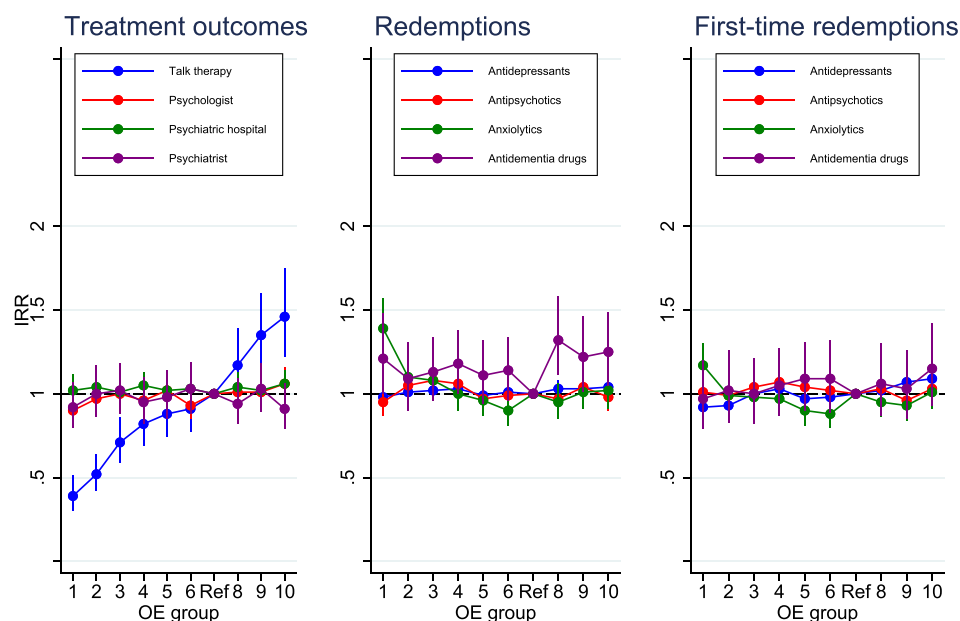 Treatment outcomes
Redemptions
First-time redemptions
Talk therapy
Psychologist
Psychiatric hospital
Psychiatrist
Antidepressants
Antipsychotics
Anxiolytics
Antidementia drugs
Antidepressants
Antipsychotics
Anxiolytics
Antidementia drugs
IRR
2
1.5
1
.5
2
1.5
1
.5
2
1.5
1
.5
1 2 3 4 5 6 Ref 8 9 10
OE group
1 2 3 4 5 6 Ref 8 9 10
OE group
1 2 3 4 5 6 Ref 8 9 10
OE group